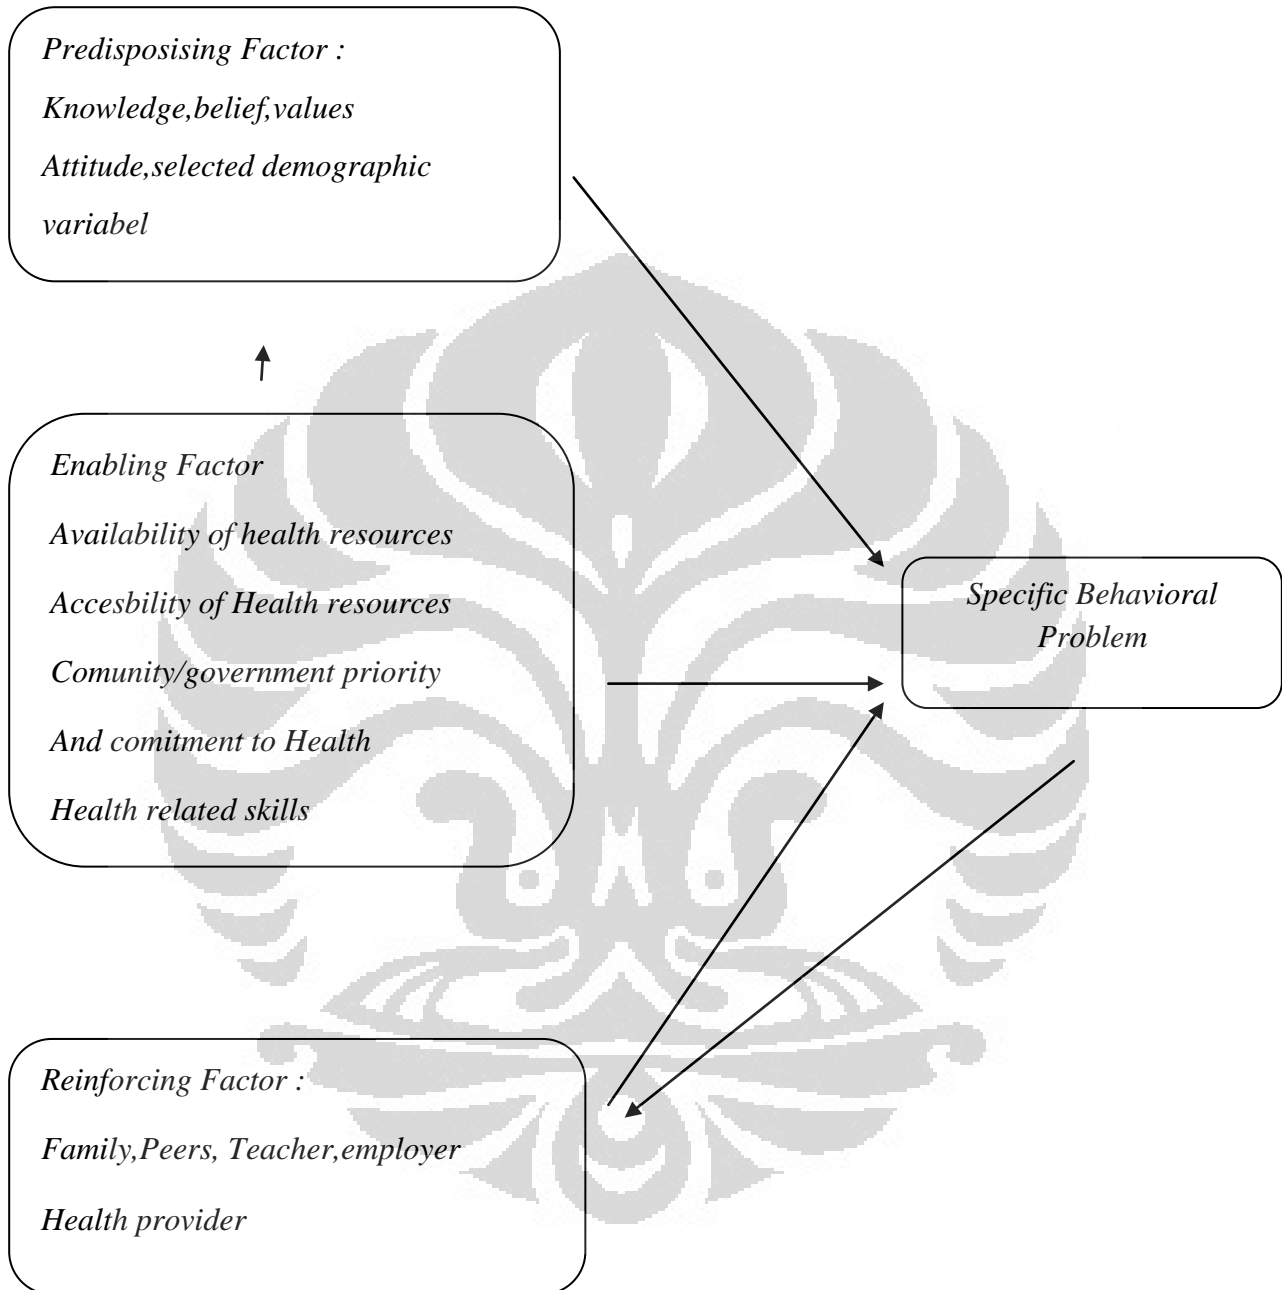 Predisposising Factor :
Knowledge,belief,values
Attitude,selected demographic
variabel
Enabling Factor
Availability of health resources
Accesbility of Health resources
Comunity/government priority
And comitment to Health
Health related skills
Specific Behavioral
Problem
Reinforcing Factor :
Family,Peers, Teacher,employer
Health provider